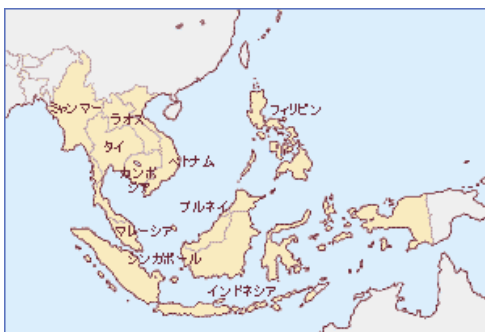 ミャンマー
ラオス
フィリピン
タイ
ベトナム
カンボ
ジア
ブルネイ
マレーシア
シンガポール
インドネシア